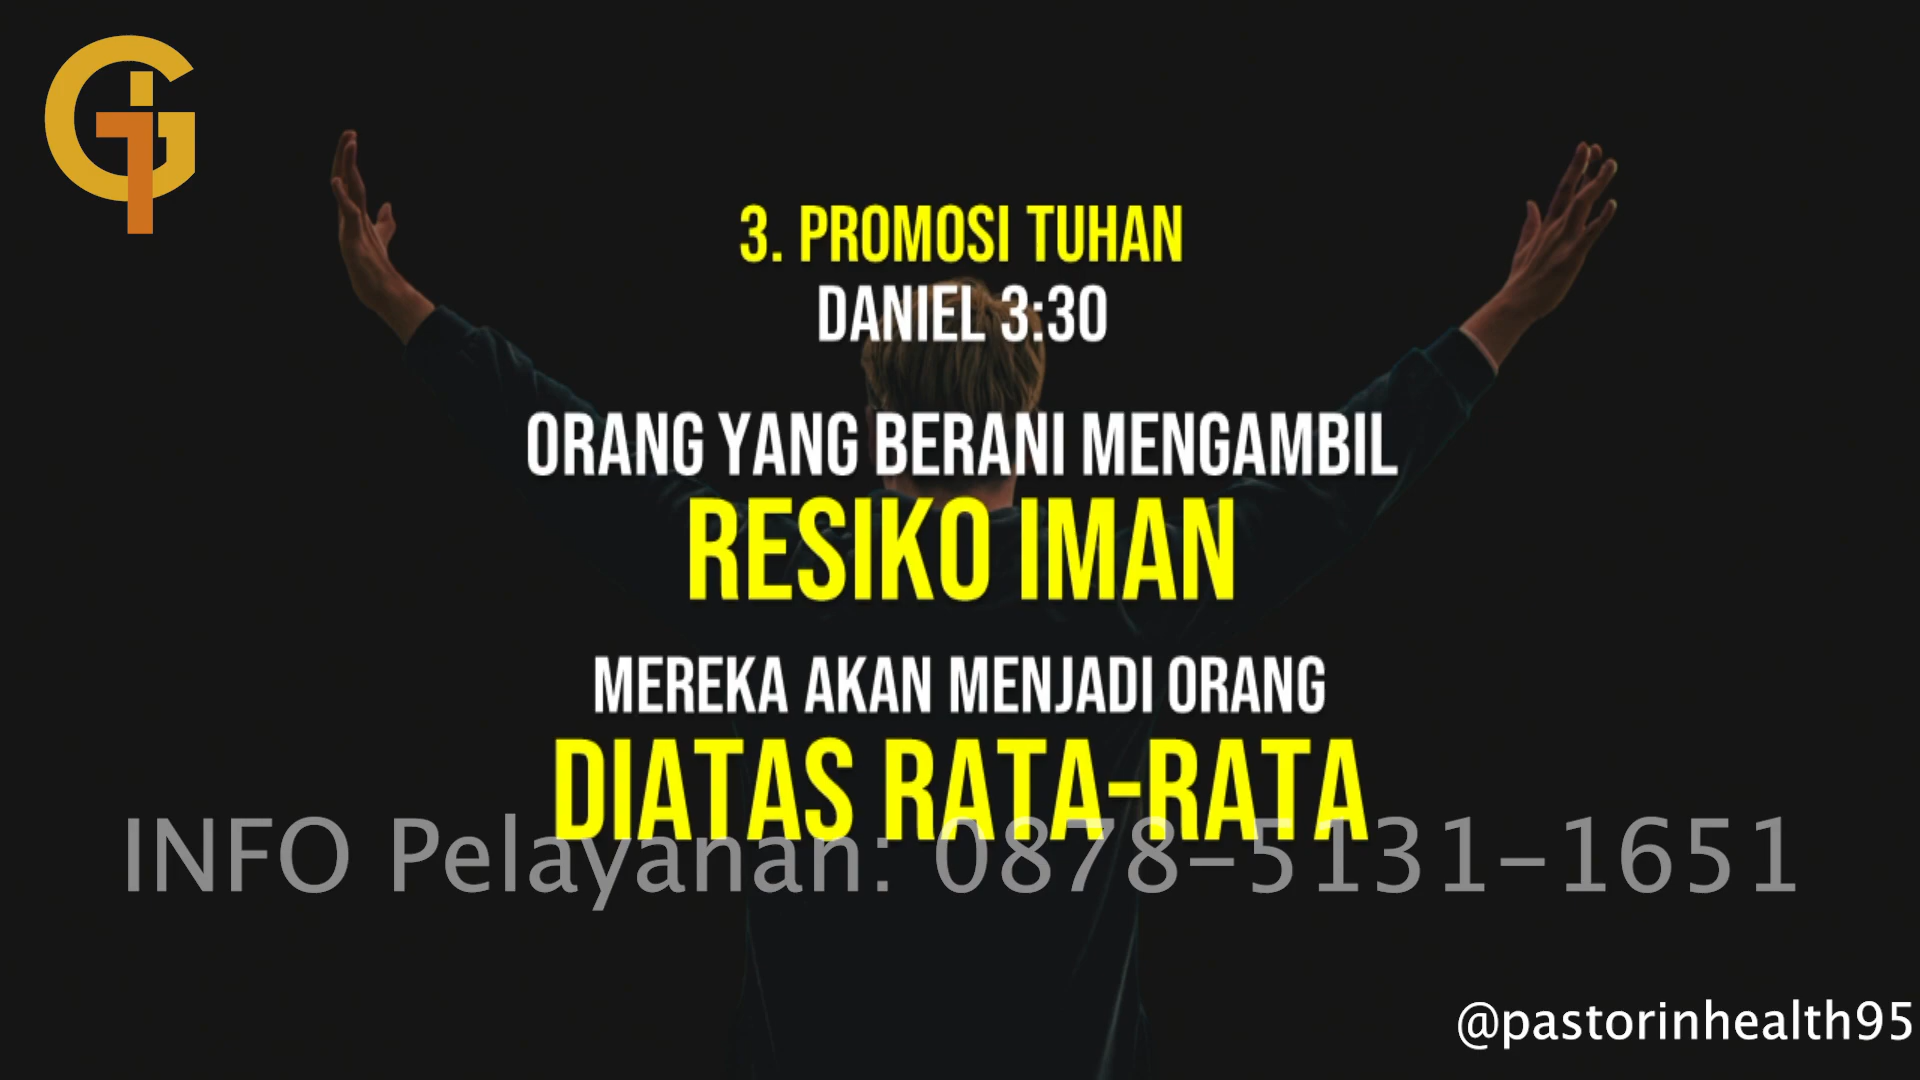 3. PROMOSI TUHAN
DANIEL 3:30
ORANG YANG BERANI MENGAMBIL
RESIKO IMAN
MEREKA AKAN MENJADI ORANG
DIATAS RATA-RATA
INFO Pelayanan: 0878-5131-1651
@pastorinhealth95